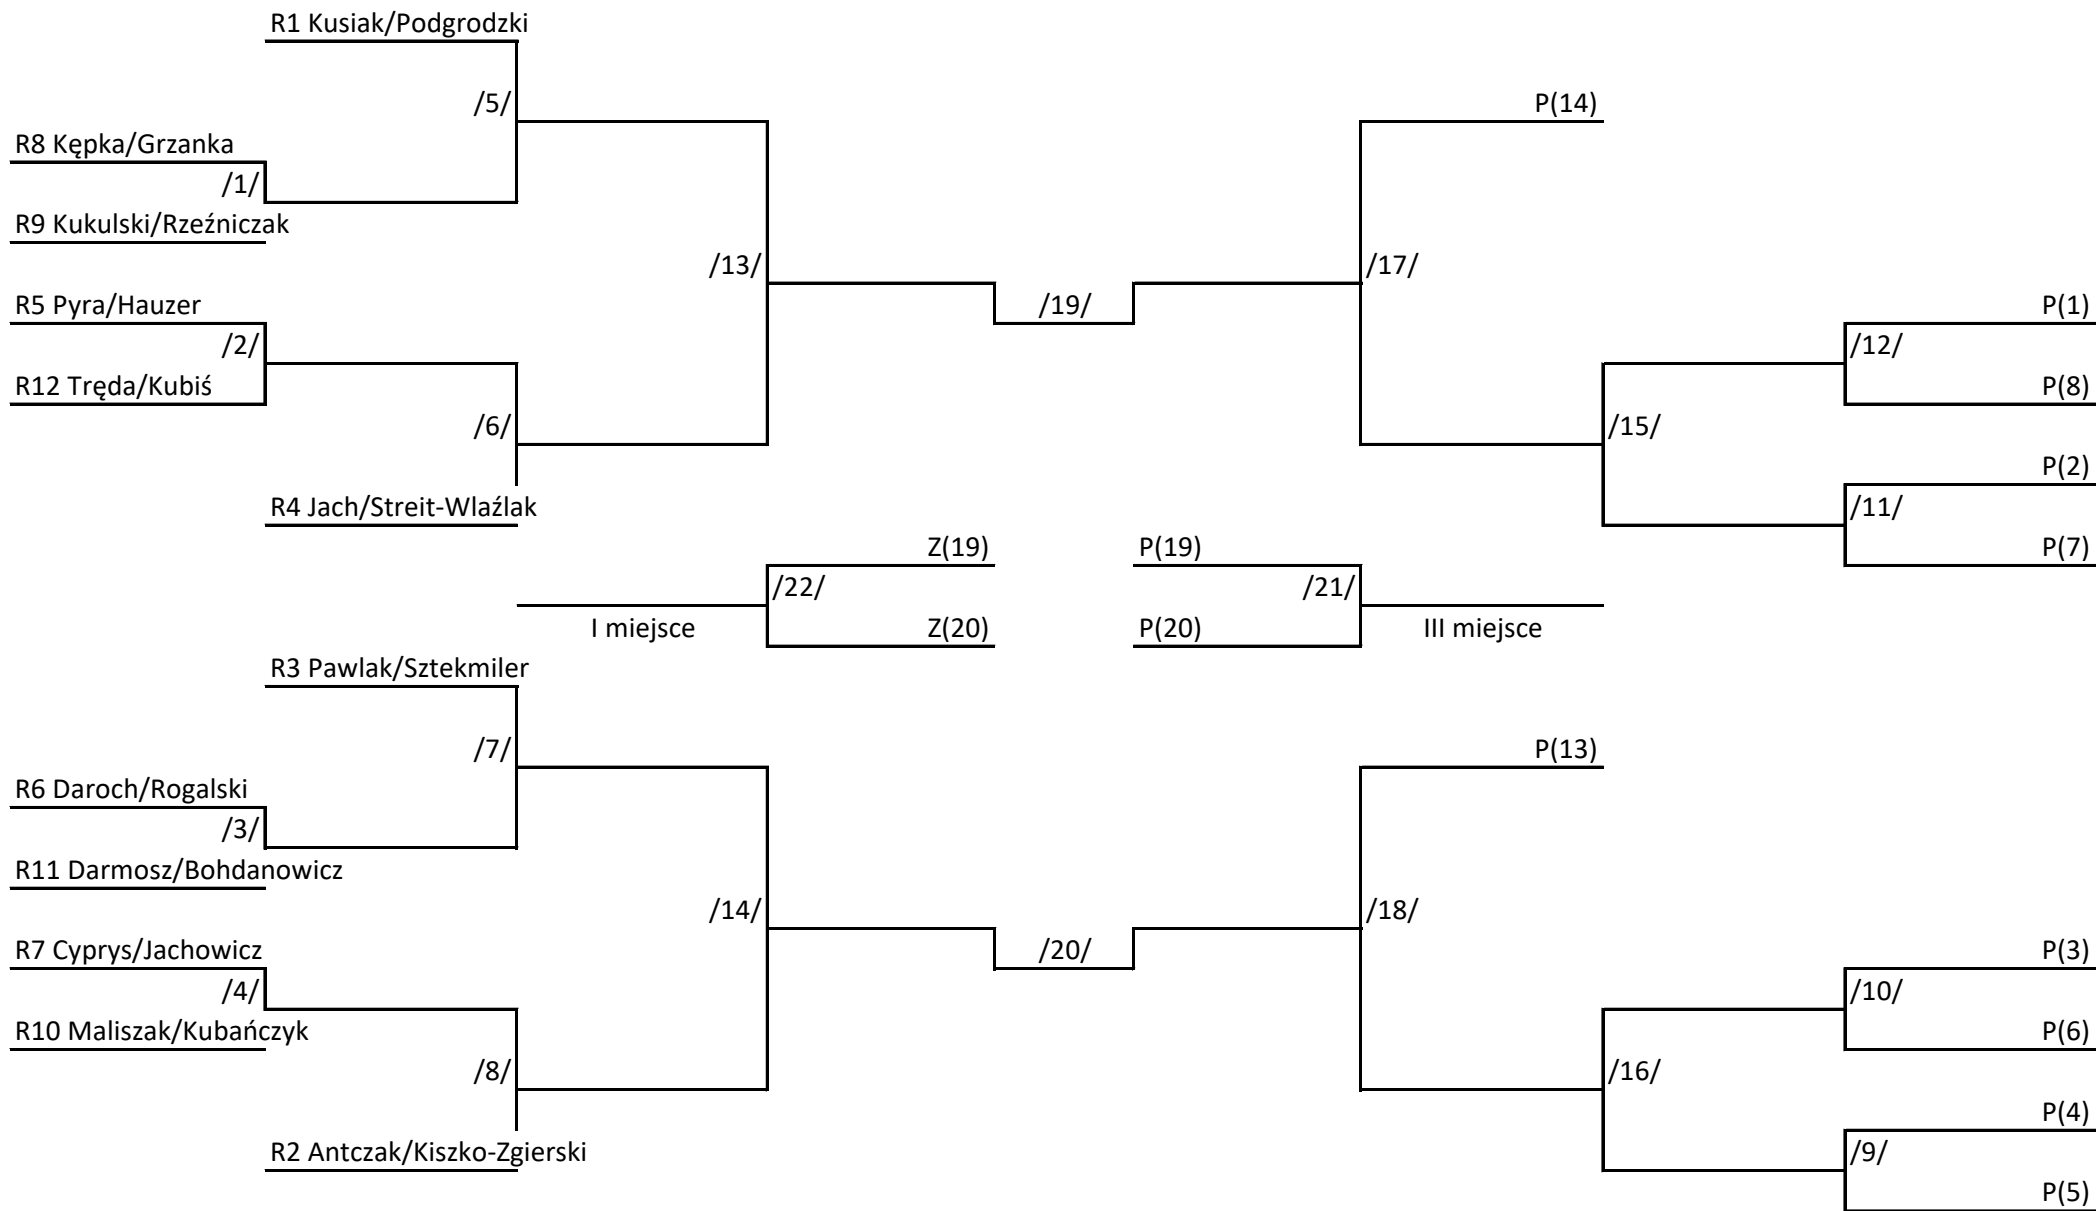 R1 Kusiak/Podgrodzki
/5/
P(14)
R8 Kępka/Grzanka
/1/
R9 Kukulski/Rzeźniczak
/13/
/17/
R5 Pyra/Hauzer
/19/
P(1)
/2/
/12/
R12 Tręda/Kubiś
P(8)
/6/
/15/
P(2)
R4 Jach/Streit-Wlaźlak
/11/
Z(19)
P(19)
P(7)
/22/
/21/
I miejsce
Z(20)
P(20)
III miejsce
R3 Pawlak/Sztekmiler
/7/
P(13)
R6 Daroch/Rogalski
/3/
R11 Darmosz/Bohdanowicz
/14/
/18/
R7 Cyprys/Jachowicz
/20/
P(3)
/4/
/10/
R10 Maliszak/Kubańczyk
P(6)
/8/
/16/
P(4)
R2 Antczak/Kiszko-Zgierski
/9/
P(5)